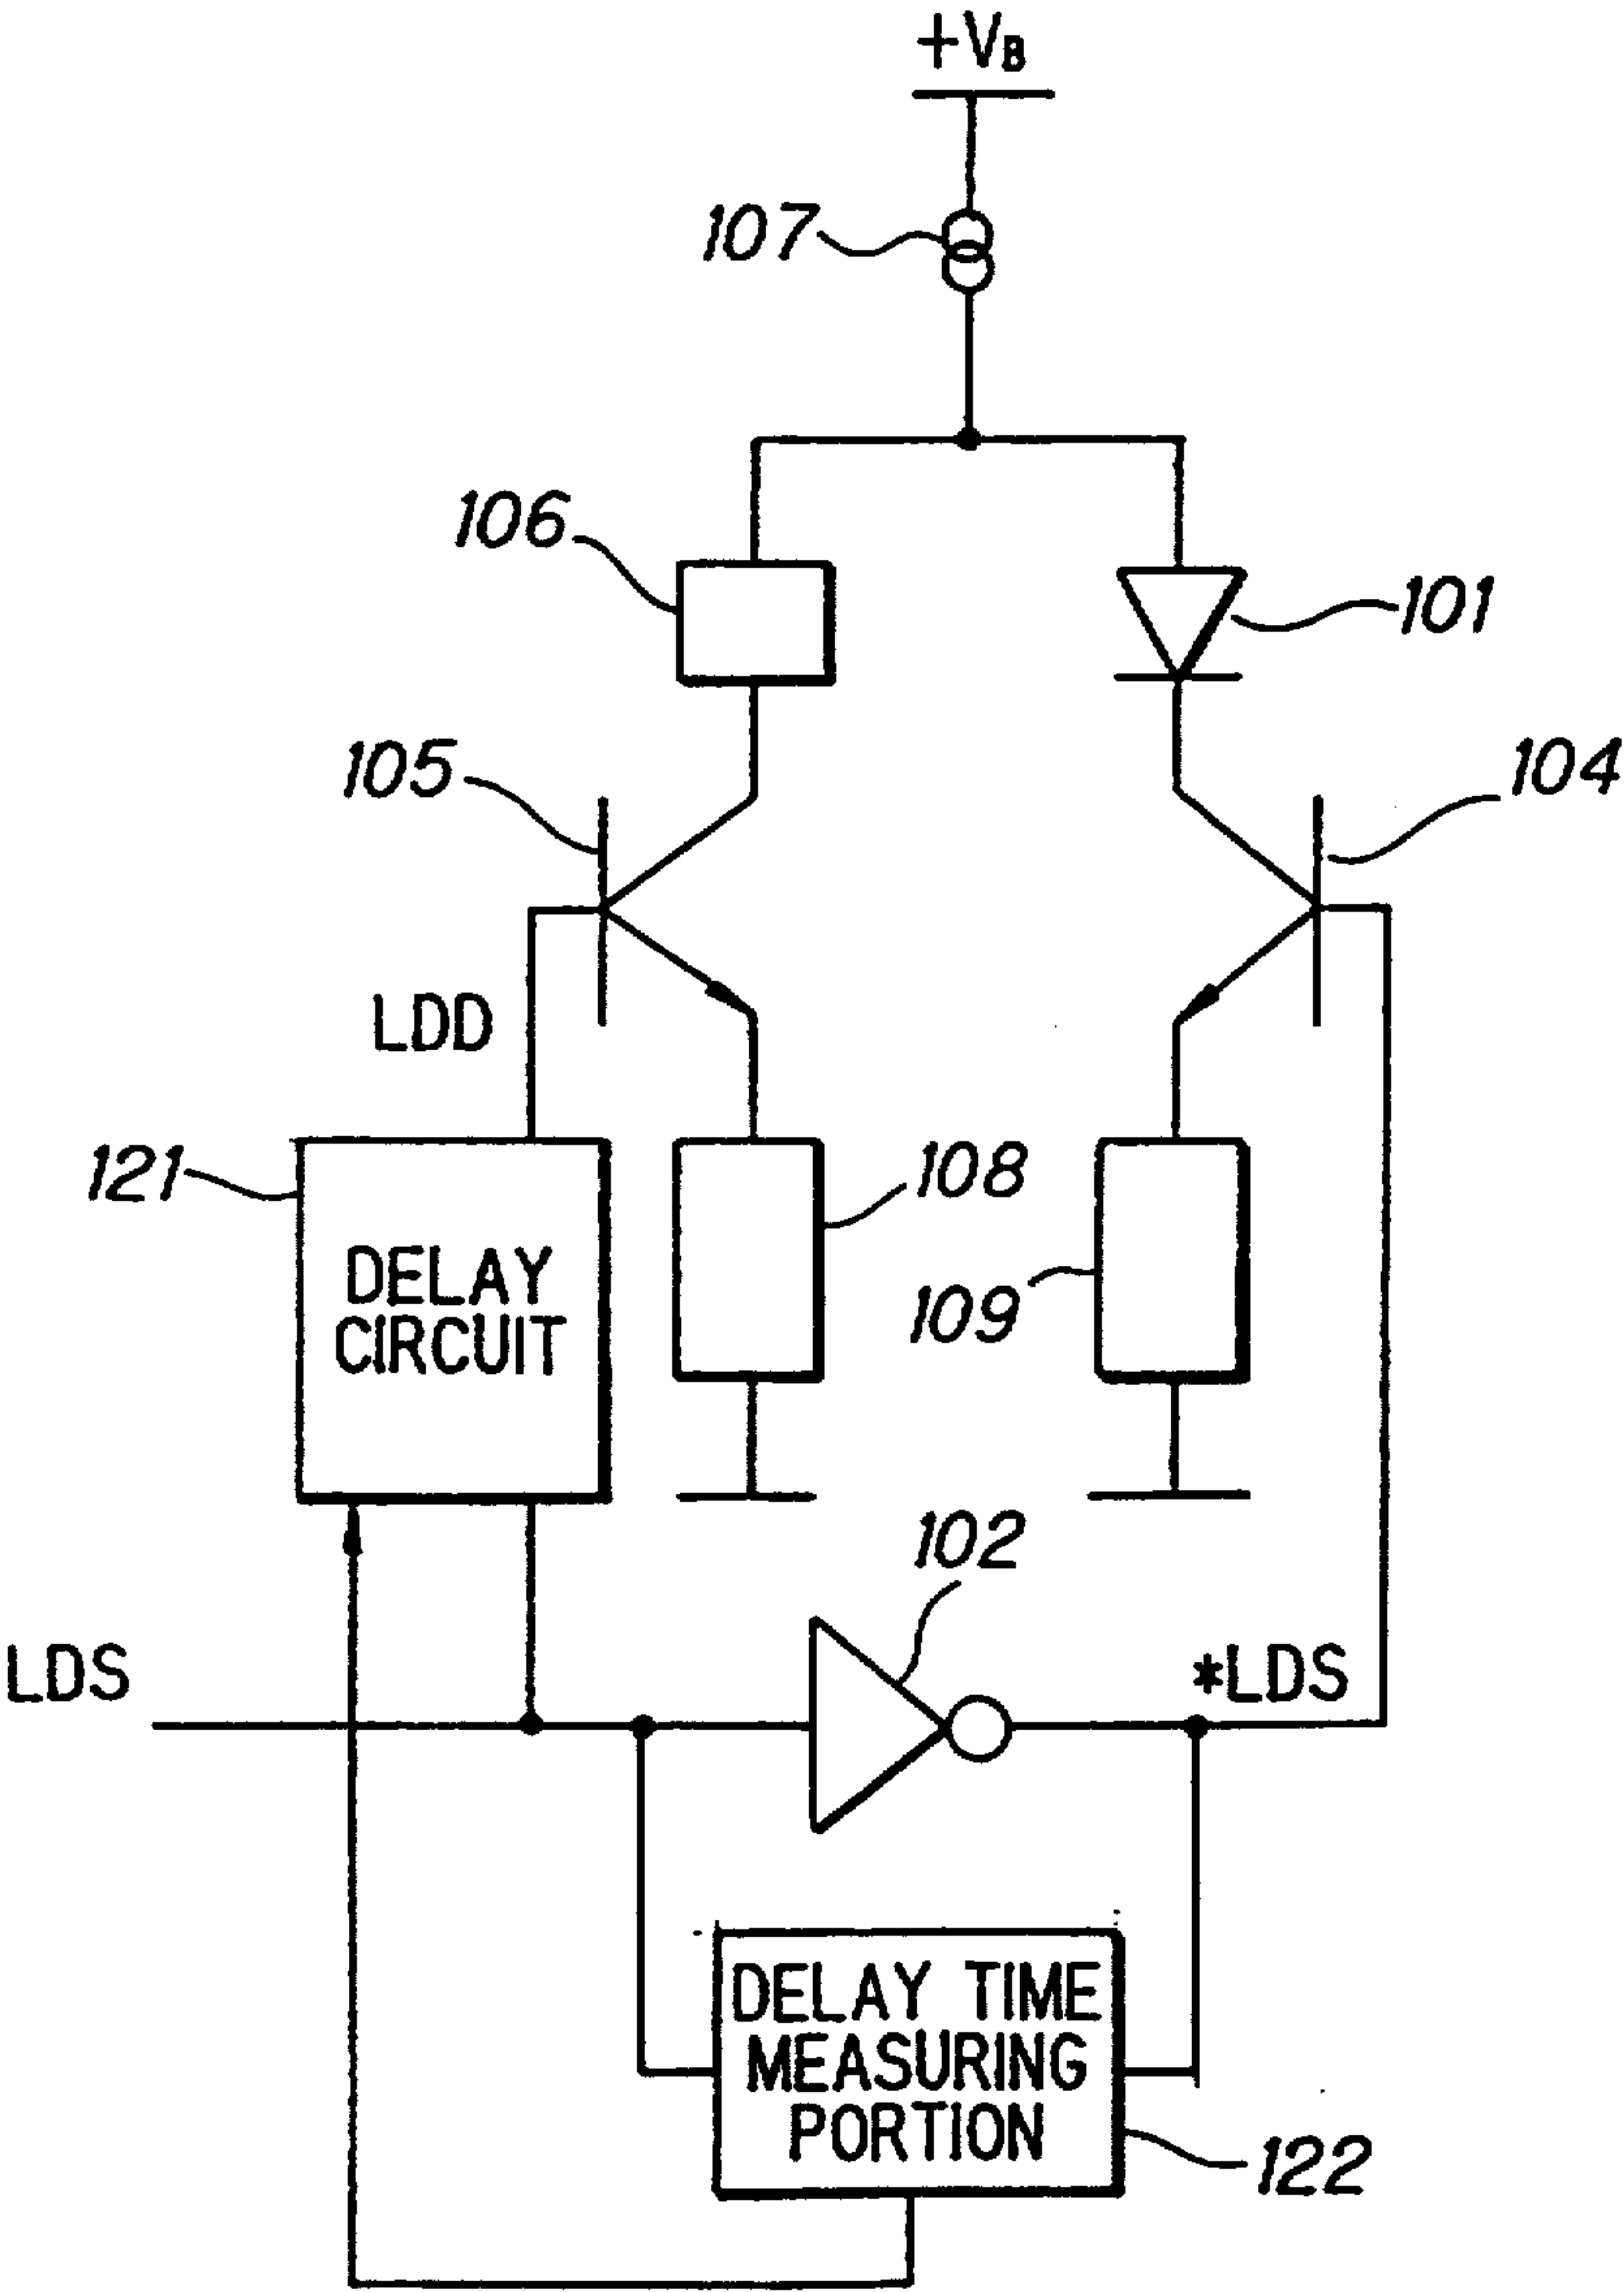 +VB
107
106
101
105
104
LDD
121
DELAY
CIRCUIT
108
109
102
LDS
*LDS
DELAY TIME
MEASURING
PORTION
122